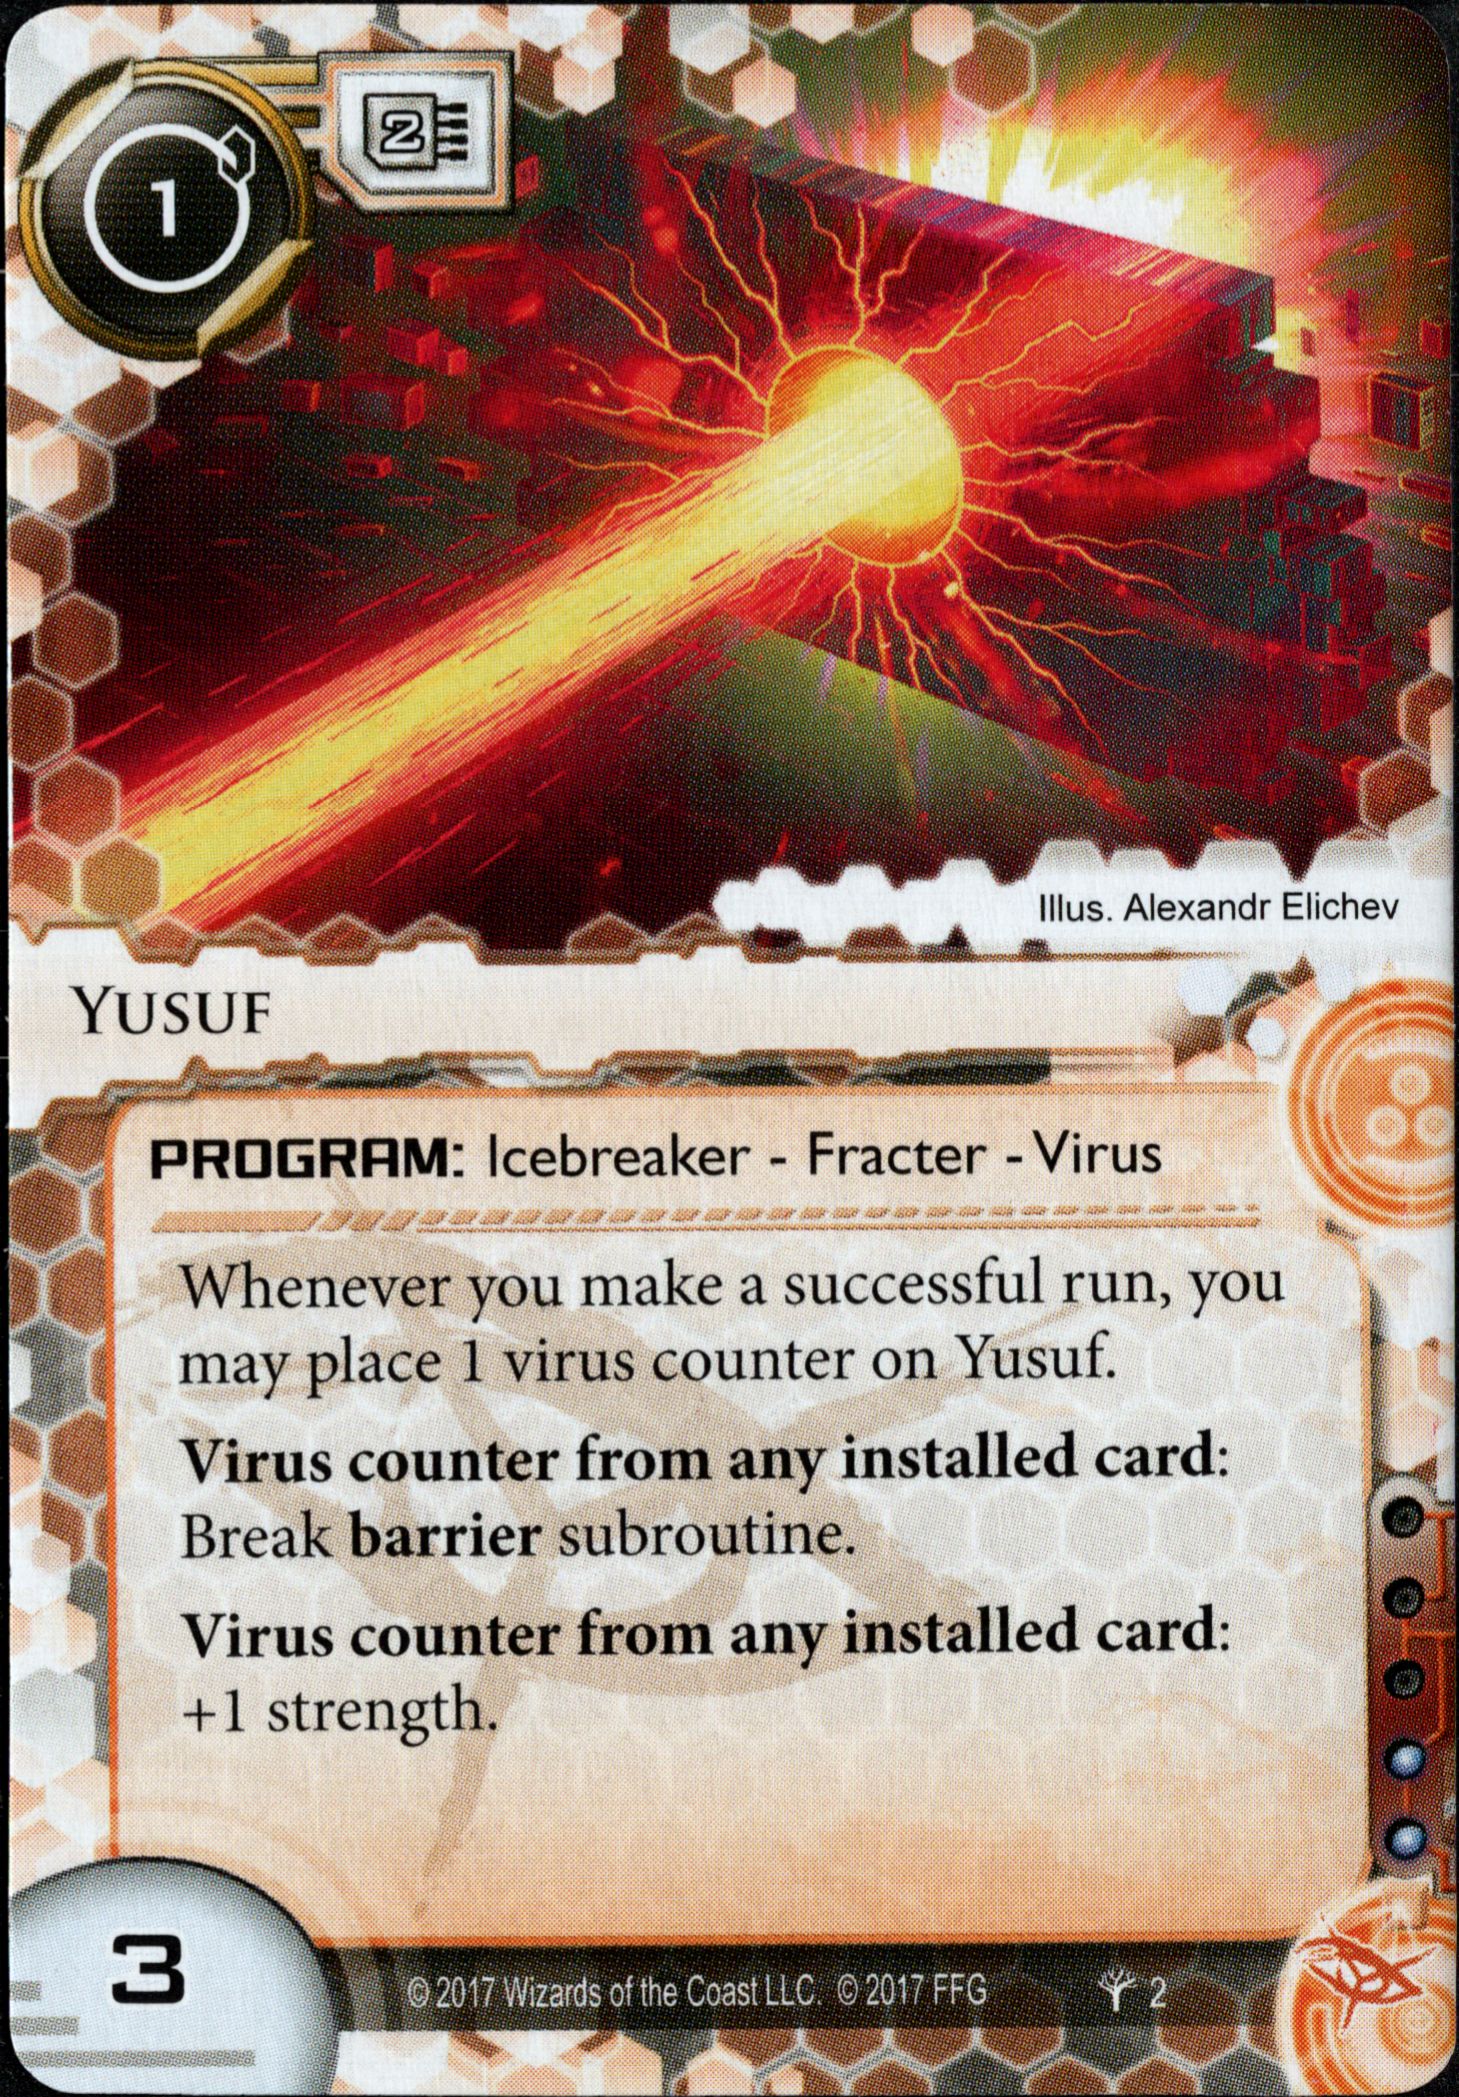 1
2
Illus. Alexandr Elichev
Yusuf
PROGRAM: Icebreaker - Fracter - Virus
Whenever you make a successful run, you
may place 1 virus counter on Yusuf.
Virus counter from any installed card:
Break barrier subroutine.
Virus counter from any installed card:
+1 strength.
3
© 2017 Wizards of the Coast LLC. © 2017 FFG
2